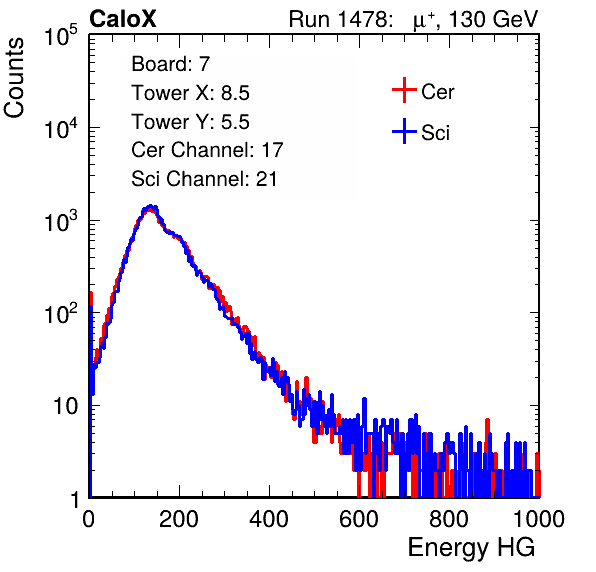 CaloX Run 1478: μ⁺, 130 GeV
Counts
Board: 7
Tower X: 8.5
Tower Y: 5.5
Cer Channel: 17
Sci Channel: 21
Cer
Sci
10⁵
10⁴
10³
10²
10
1
0 200 400 600 800 1000
Energy HG